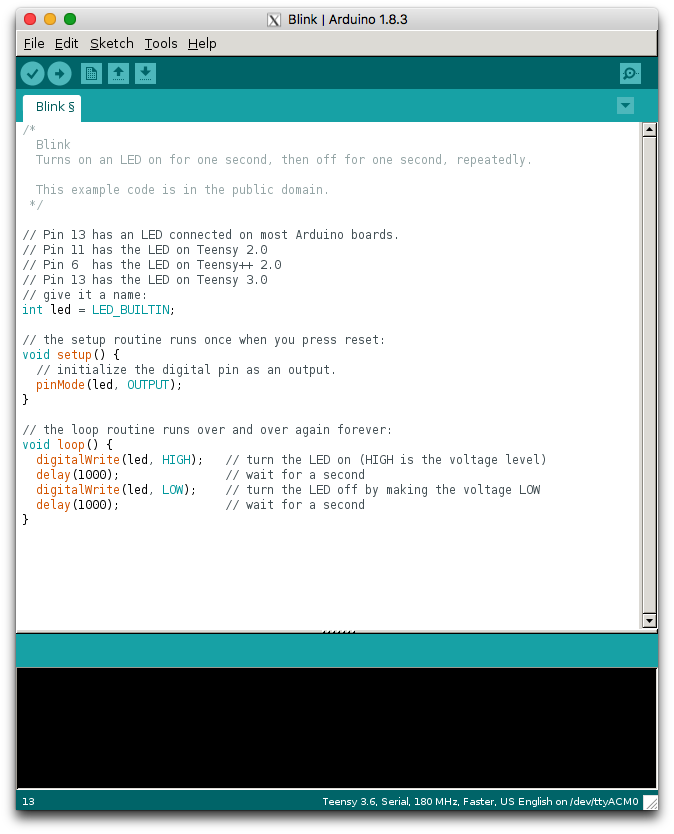 Blink | Arduino 1.8.3
File Edit Sketch Tools Help
Blink §
/*
  Blink
  Turns on an LED on for one second, then off for one second, repeatedly.

  This example code is in the public domain.
 */

// Pin 13 has an LED connected on most Arduino boards.
// Pin 11 has the LED on Teensy 2.0
// Pin 6  has the LED on Teensy++ 2.0
// Pin 13 has the LED on Teensy 3.0
// give it a name:
int led = LED_BUILTIN;

// the setup routine runs once when you press reset:
void setup() {
  // initialize the digital pin as an output.
  pinMode(led, OUTPUT);
}

// the loop routine runs over and over again forever:
void loop() {
  digitalWrite(led, HIGH);   // turn the LED on (HIGH is the voltage level)
  delay(1000);               // wait for a second
  digitalWrite(led, LOW);    // turn the LED off by making the voltage LOW
  delay(1000);               // wait for a second
}
13
Teensy 3.6, Serial, 180 MHz, Faster, US English on /dev/ttyACM0